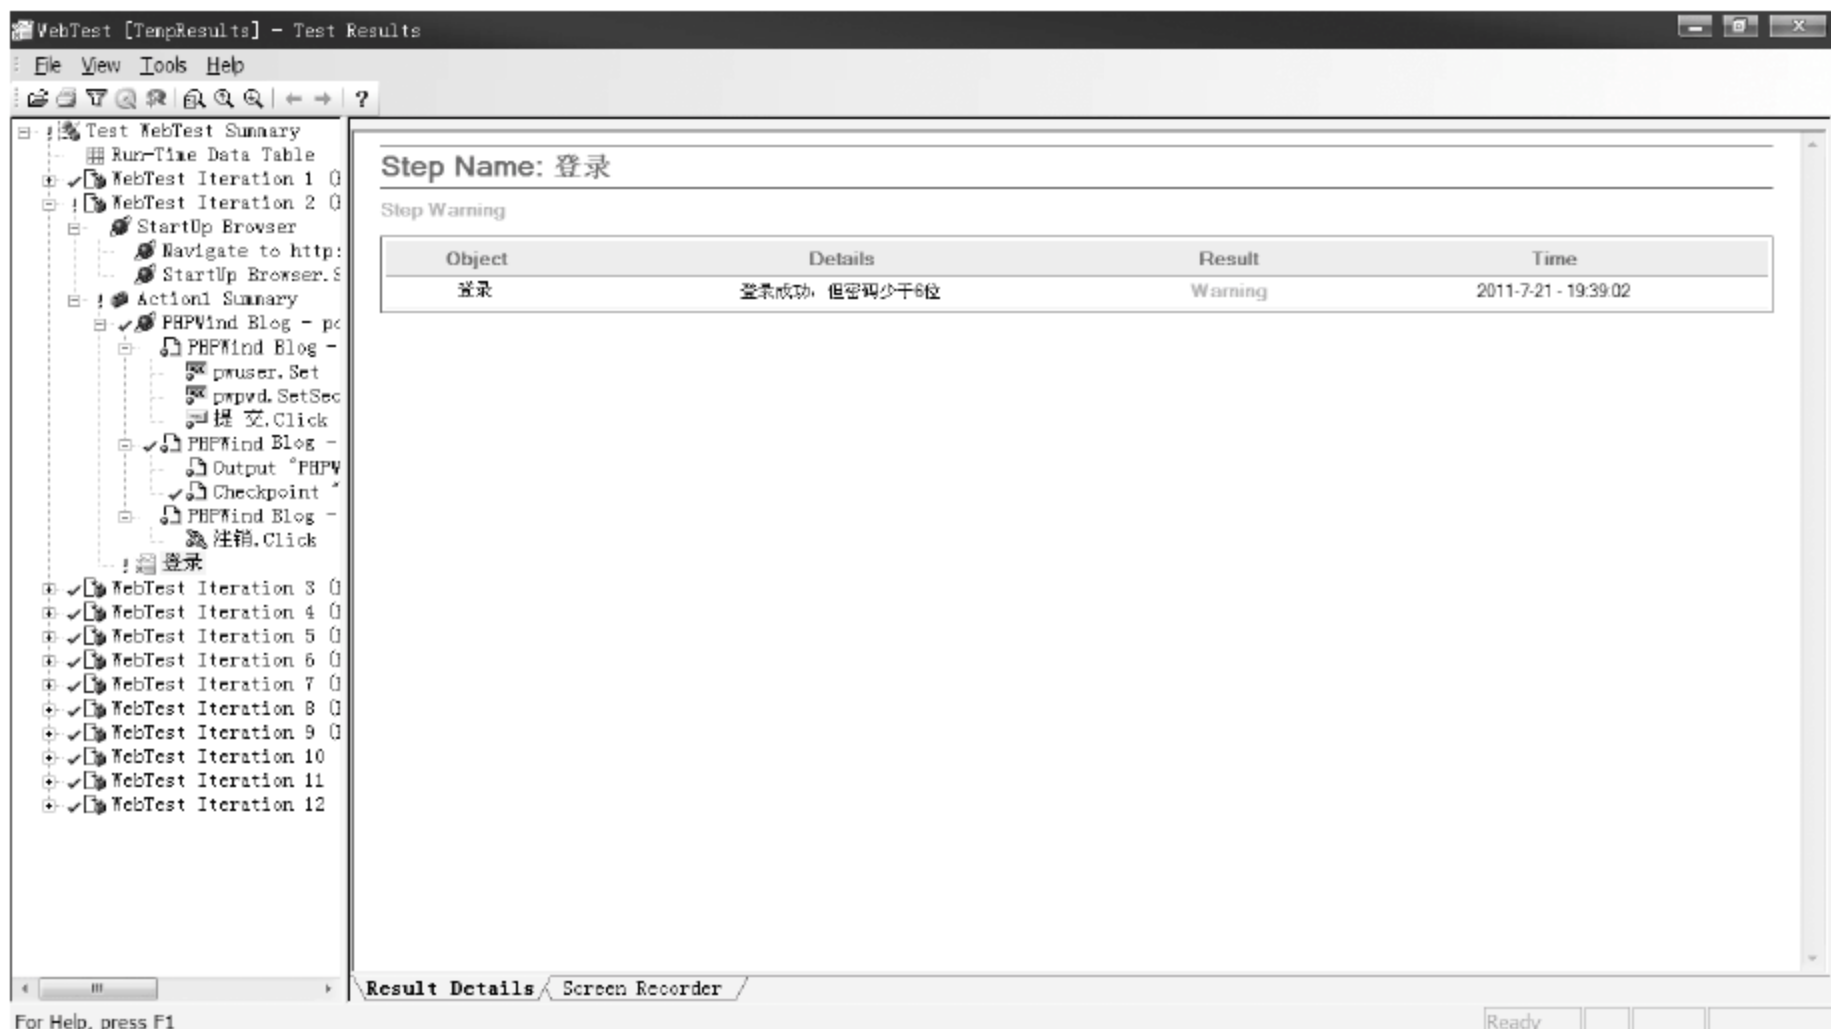 WebTest [TempResults] - Test Results
File View Tools Help
Test WebTest Summary
Run-Time Data Table
WebTest Iteration 1 (
WebTest Iteration 2 (
StartUp Browser
Navigate to http:
StartUp Browser.S
Action1 Summary
PHPWind Blog - po
PHPWind Blog -
pwuser.Set
pwpwd.SetSec
提 交.Click
PHPWind Blog -
Output "PHPW
Checkpoint "
PHPWind Blog -
注销.Click
登录
WebTest Iteration 3 (
WebTest Iteration 4 (
WebTest Iteration 5 (
WebTest Iteration 6 (
WebTest Iteration 7 (
WebTest Iteration 8 (
WebTest Iteration 9 (
WebTest Iteration 10
WebTest Iteration 11
WebTest Iteration 12
Step Name: 登录
Step Warning
Object Details Result Time
登录 登录成功，但密码少于6位 Warning 2011-7-21 - 19:39:02
Result Details Screen Recorder
For Help, press F1 Ready